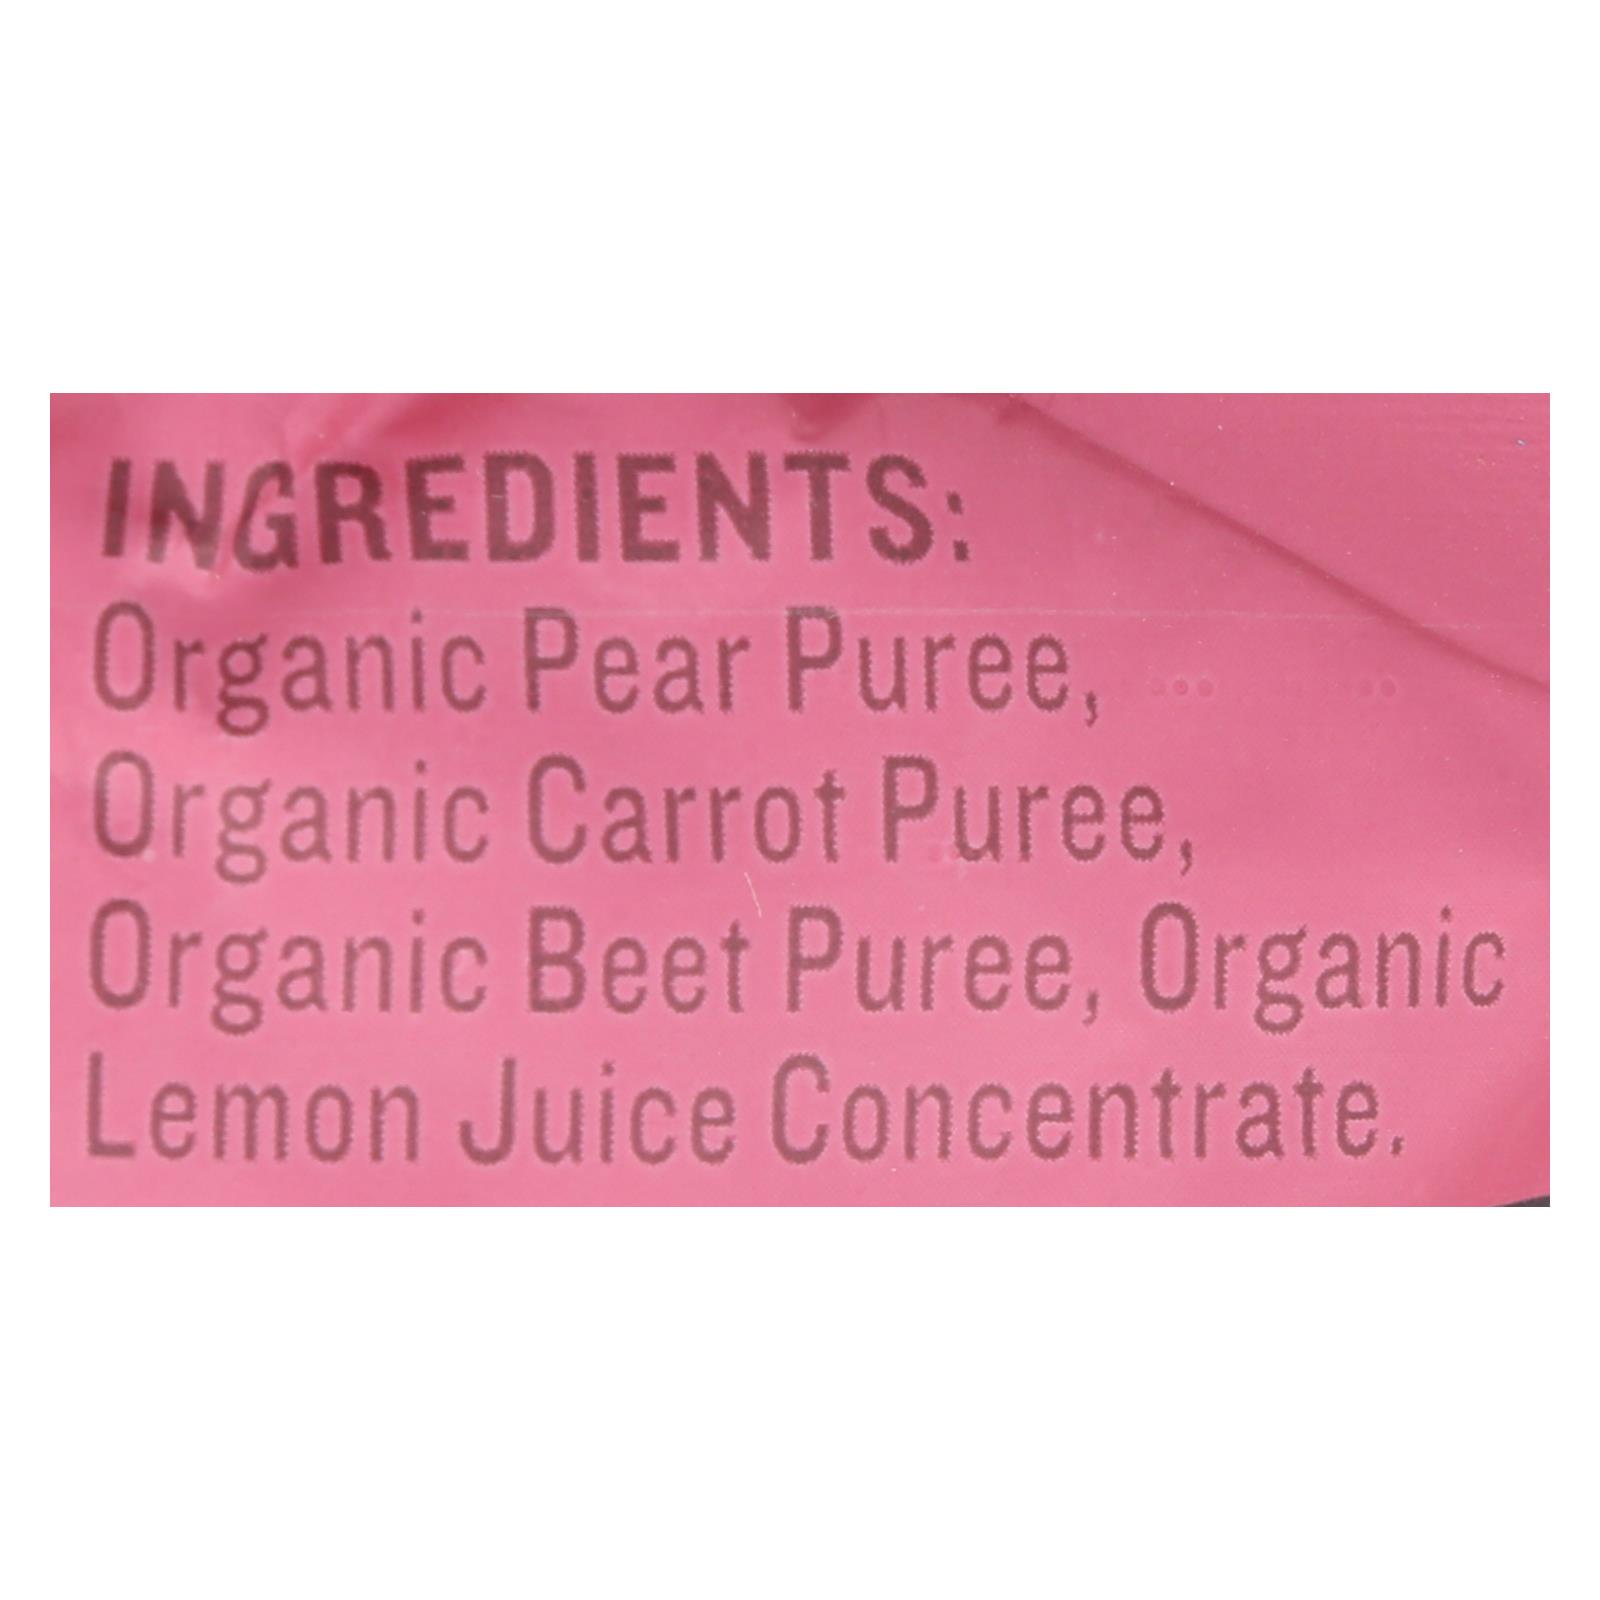 INGREDIENTS:
Organic Pear Puree,
Organic Carrot Puree,
Organic Beet Puree, Organic
Lemon Juice Concentrate.